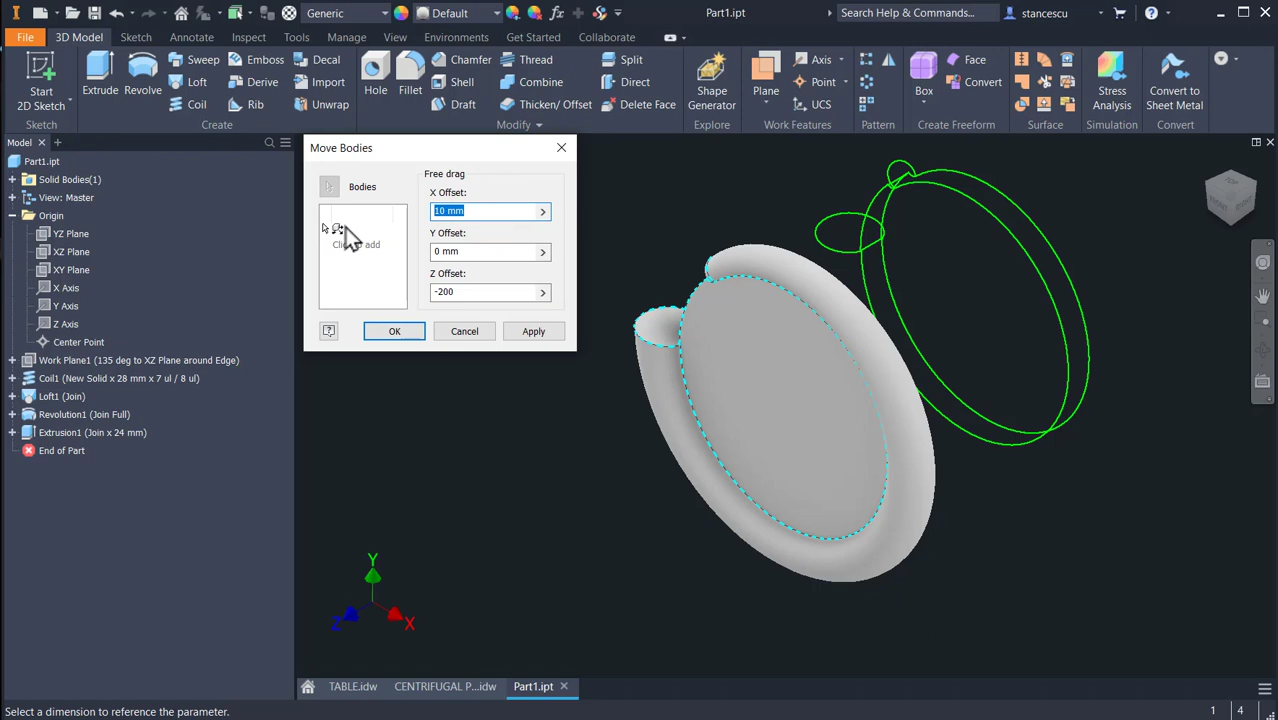 Generic
Default
Part1.ipt
Search Help & Commands...
stancescu
File
3D Model
Sketch
Annotate
Inspect
Tools
Manage
View
Environments
Get Started
Collaborate
Start
2D Sketch
Sketch
Extrude
Revolve
Sweep
Loft
Coil
Emboss
Derive
Rib
Decal
Import
Unwrap
Create
Hole
Fillet
Chamfer
Shell
Draft
Thread
Combine
Thicken/ Offset
Split
Direct
Delete Face
Modify
Shape
Generator
Explore
Plane
Axis
Point
UCS
Work Features
Pattern
Box
Face
Convert
Create Freeform
Surface
Stress
Analysis
Simulation
Convert to
Sheet Metal
Convert
Model
Part1.ipt
Solid Bodies(1)
View: Master
Origin
YZ Plane
XZ Plane
XY Plane
X Axis
Y Axis
Z Axis
Center Point
Work Plane1 (135 deg to XZ Plane around Edge)
Coil1 (New Solid x 28 mm x 7 ul / 8 ul)
Loft1 (Join)
Revolution1 (Join Full)
Extrusion1 (Join x 24 mm)
End of Part
Move Bodies
Bodies
add
Free drag
X Offset:
10 mm
Y Offset:
0 mm
Z Offset:
-200
OK
Cancel
Apply
Y
Z
X
TABLE.idw
CENTRIFUGAL P...idw
Part1.ipt
Select a dimension to reference the parameter.
1
4